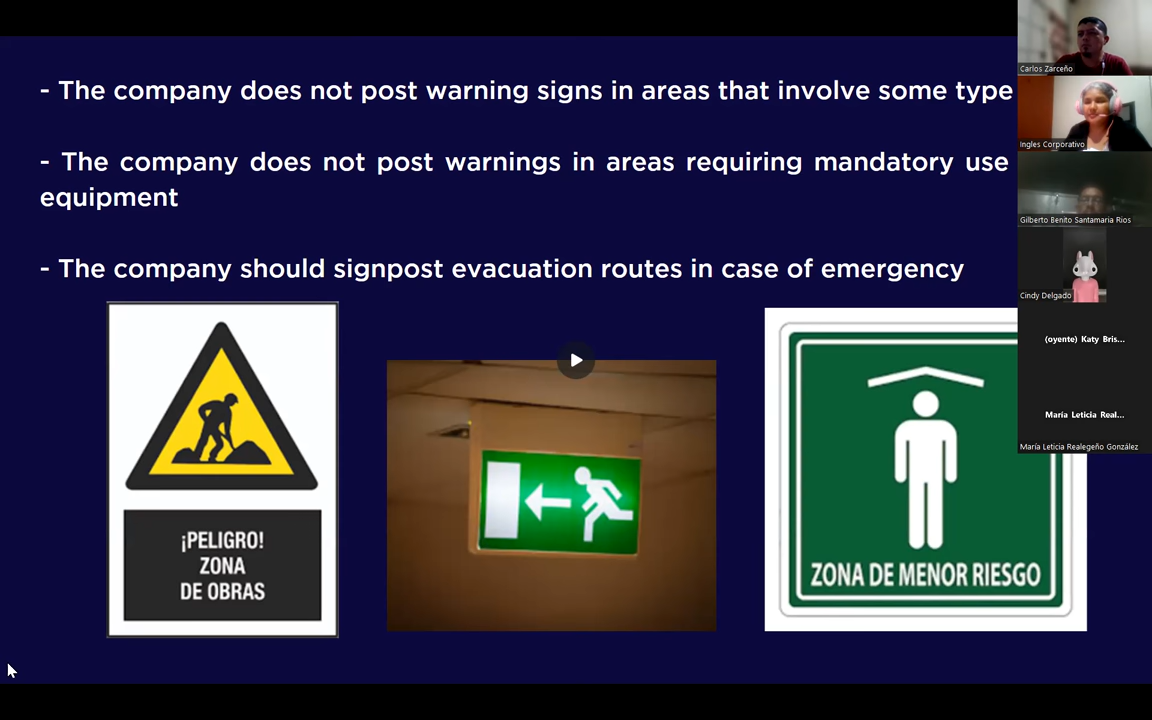 - The company does not post warning signs in areas that involve some type
- The company does not post warnings in areas requiring mandatory use
equipment
- The company should signpost evacuation routes in case of emergency
¡PELIGRO!
ZONA
DE OBRAS
ZONA DE MENOR RIESGO
Carlos Zarceño
Ingles Corporativo
Gilberto Benito Santamaria Rios
Cindy Delgado
(oyente) Katy Bris...
María Leticia Real...
María Leticia Realegeño González